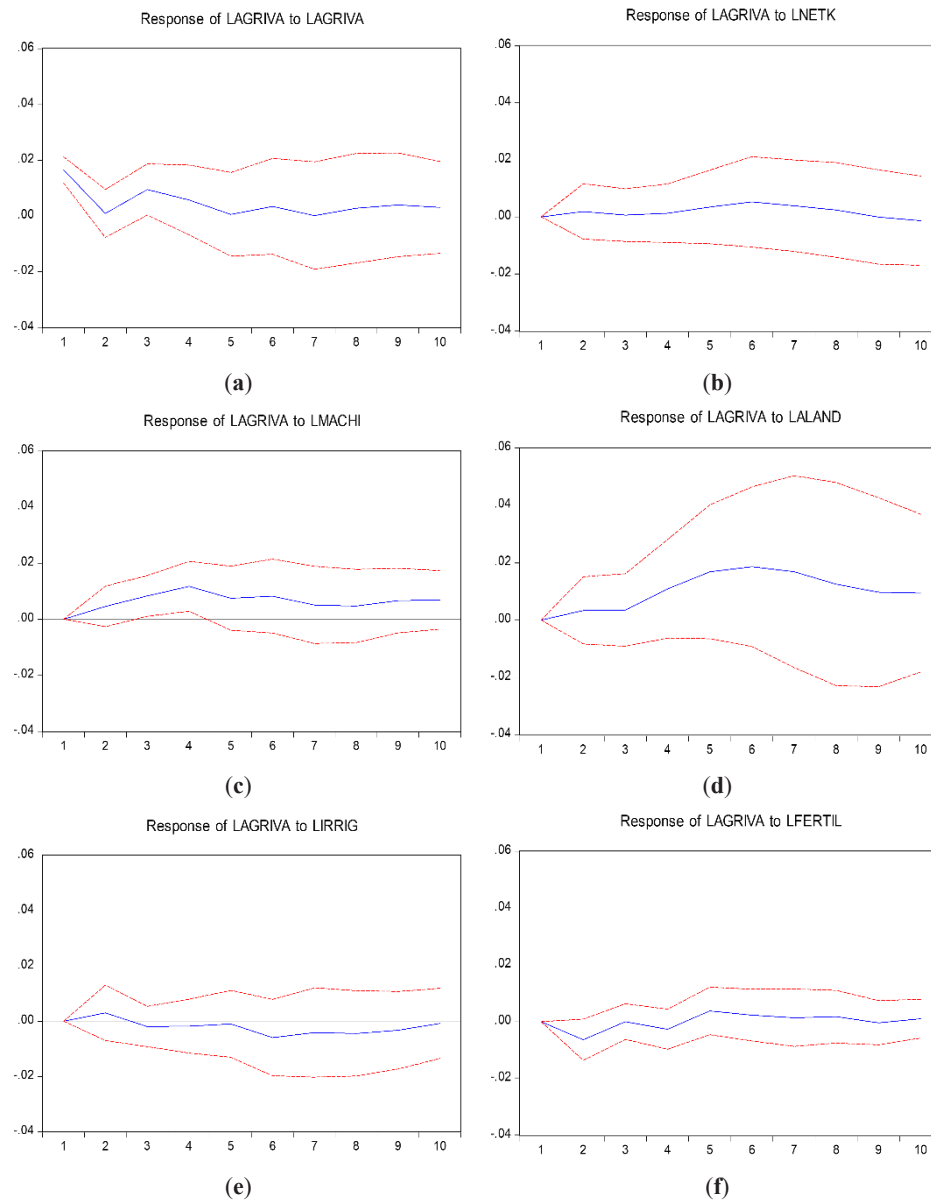 Response of LAGRIVA to LAGRIVA
.06
.04
.02
.00
-.02
-.04
1 2 3 4 5 6 7 8 9 10
(a)
Response of LAGRIVA to LNETK
.06
.04
.02
.00
-.02
-.04
1 2 3 4 5 6 7 8 9 10
(b)
Response of LAGRIVA to LMACHI
.06
.04
.02
.00
-.02
-.04
1 2 3 4 5 6 7 8 9 10
(c)
Response of LAGRIVA to LALAND
.06
.04
.02
.00
-.02
-.04
1 2 3 4 5 6 7 8 9 10
(d)
Response of LAGRIVA to LIRRIG
.06
.04
.02
.00
-.02
-.04
1 2 3 4 5 6 7 8 9 10
(e)
Response of LAGRIVA to LFERTIL
.06
.04
.02
.00
-.02
-.04
1 2 3 4 5 6 7 8 9 10
(f)